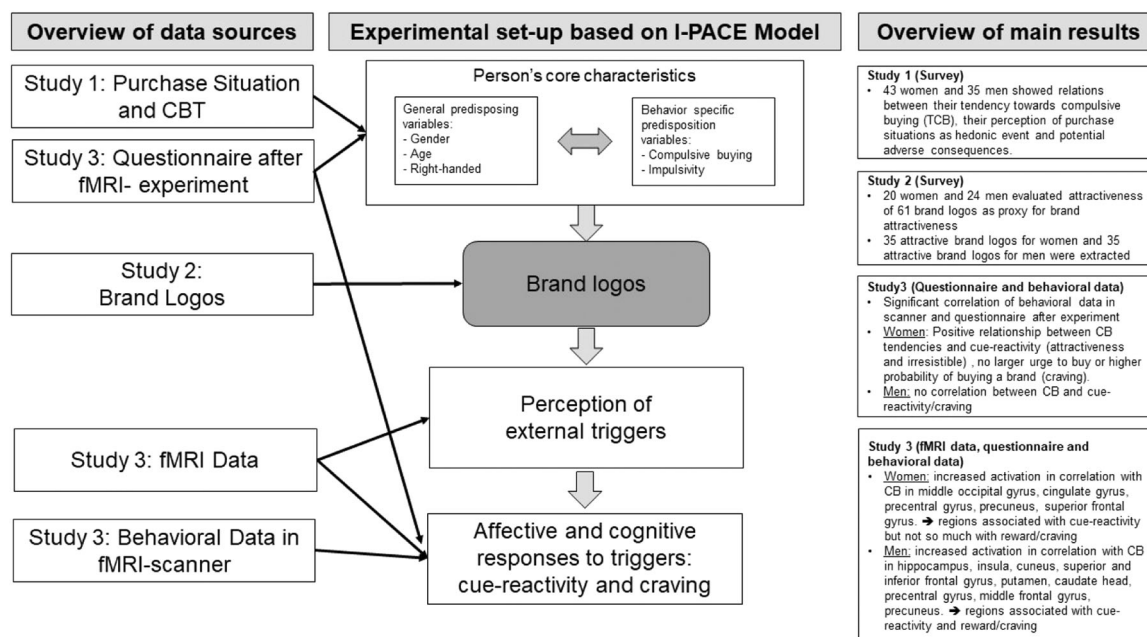 Overview of data sources
Study 1: Purchase Situation
and CBT
Study 3: Questionnaire after
fMRI- experiment
Study 2:
Brand Logos
Study 3: fMRI Data
Study 3: Behavioral Data in
fMRI-scanner
Experimental set-up based on I-PACE Model
Person's core characteristics
General predisposing
variables:
- Gender
- Age
- Right-handed
Behavior specific
predisposition
variables:
- Compulsive buying
- Impulsivity
Brand logos
Perception of
external triggers
Affective and cognitive
responses to triggers:
cue-reactivity and craving
Overview of main results
Study 1 (Survey)
• 43 women and 35 men showed relations
between their tendency towards compulsive
buying (TCB), their perception of purchase
situations as hedonic event and potential
adverse consequences.
Study 2 (Survey)
• 20 women and 24 men evaluated attractiveness
of 61 brand logos as proxy for brand
attractiveness
• 35 attractive brand logos for women and 35
attractive brand logos for men were extracted
Study3 (Questionnaire and behavioral data)
• Significant correlation of behavioral data in
scanner and questionnaire after experiment
• Women: Positive relationship between CB
tendencies and cue-reactivity (attractiveness
and irresistible) , no larger urge to buy or higher
probability of buying a brand (craving).
• Men: no correlation between CB and cue-
reactivity/craving
Study 3 (fMRI data, questionnaire and
behavioral data)
• Women: increased activation in correlation with
CB in middle occipital gyrus, cingulate gyrus,
precentral gyrus, precuneus, superior frontal
gyrus. ➔ regions associated with cue-reactivity
but not so much with reward/craving
• Men: increased activation in correlation with CB
in hippocampus, insula, cuneus, superior and
inferior frontal gyrus, putamen, caudate head,
precentral gyrus, middle frontal gyrus,
precuneus. ➔ regions associated with cue-
reactivity and reward/craving